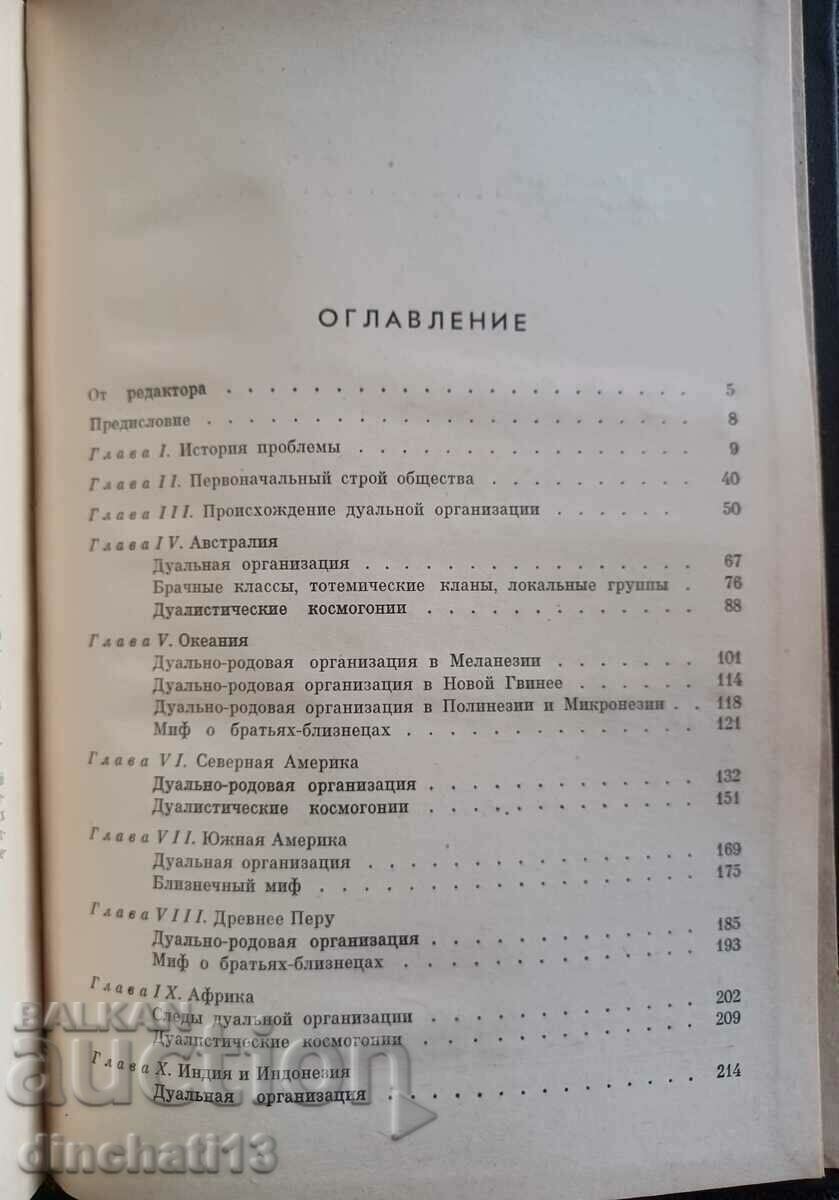 ОГЛАВЛЕНИЕ
От редактора . . . . . . . . . . . . . . . . . . . . 5
Предисловие . . . . . . . . . . . . . . . . . . . . 8
Глава I. История проблемы . . . . . . . . . . . . . 9
Глава II. Первоначальный строй общества . . . . . . . . 40
Глава III. Происхождение дуальной организации . . . . . . 50
Глава IV. Австралия
Дуальная организация . . . . . . . . . . . . . . . 67
Брачные классы, тотемические кланы, локальные группы . 76
Дуалистические космогонии . . . . . . . . . . . . 88
Глава V. Океания
Дуально-родовая организация в Меланезии . . . . . . . 101
Дуально-родовая организация в Новой Гвинее . . . . . . 114
Дуально-родовая организация в Полинезии и Микронезии . . 118
Миф о братьях-близнецах . . . . . . . . . . . . . 121
Глава VI. Северная Америка
Дуально-родовая организация . . . . . . . . . . . . 132
Дуалистические космогонии . . . . . . . . . . . . 151
Глава VII. Южная Америка
Дуальная организация . . . . . . . . . . . . . . . 169
Близнечный миф . . . . . . . . . . . . . . . . . 175
Глава VIII. Древнее Перу
Дуально-родовая организация . . . . . . . . . . . . 185
Миф о братьях-близнецах . . . . . . . . . . . . . 193
Глава IX. Африка
Следы дуальной организации . . . . . . . . . . . . 202
Дуалистические космогонии . . . . . . . . . . . . 209
Глава X. Индия и Индонезия
Дуальная организация . . . . . . . . . . . . . . 214
BALKAN
auction
dinchati13